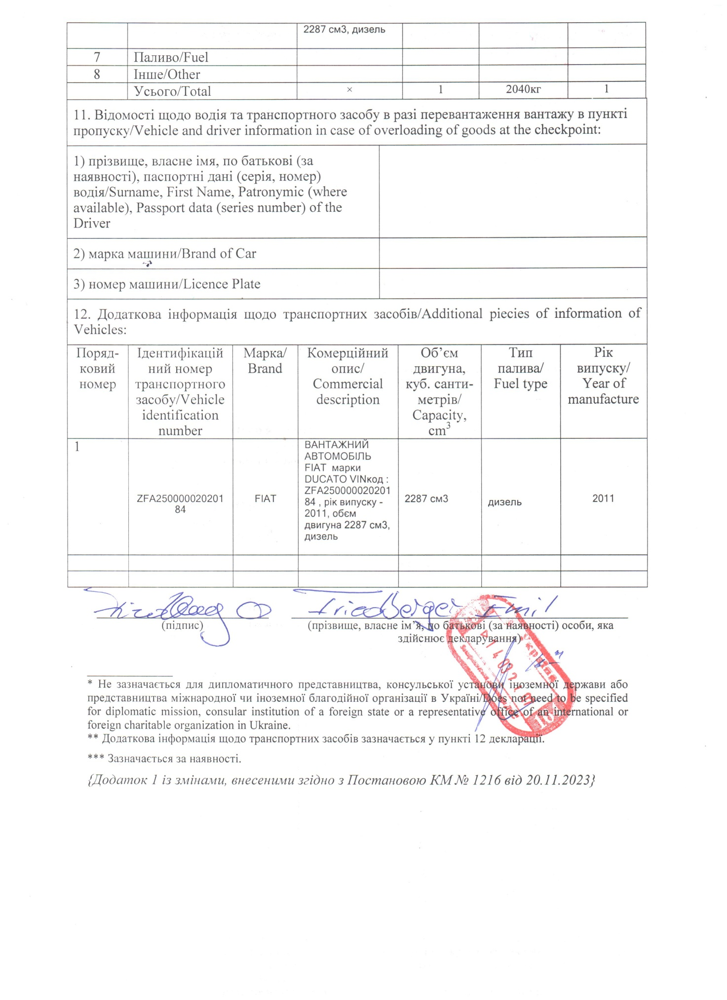 2287 см3, дизель
7 Паливо/Fuel
8 Інше/Other
Усього/Total × 1 2040кг 1
11. Відомості щодо водія та транспортного засобу в разі перевантаження вантажу в пункті
пропуску/Vehicle and driver information in case of overloading of goods at the checkpoint:
1) прізвище, власне імя, по батькові (за
наявності), паспортні дані (серія, номер)
водія/Surname, First Name, Patronymic (where
available), Passport data (series number) of the
Driver
2) марка машини/Brand of Car
3) номер машини/Licence Plate
12. Додаткова інформація щодо транспортних засобів/Additional piecies of information of
Vehicles:
Поряд-
ковий
номер
Ідентифікацій
ний номер
транспортного
засобу/Vehicle
identification
number
Марка/
Brand
Комерційний
опис/
Commercial
description
Об’єм
двигуна,
куб. санти-
метрів/
Capacity,
cm³
Тип
палива/
Fuel type
Рік
випуску/
Year of
manufacture
1
ZFA250000020201
84
FIAT
ВАНТАЖНИЙ
АВТОМОБІЛЬ
FIAT марки
DUCATO VINкод :
ZFA250000020201
84 , рік випуску -
2011, обєм
двигуна 2287 см3,
дизель
2287 см3
дизель
2011
Friedberger Emil
(підпис)
(прізвище, власне ім’я, по батькові (за наявності) особи, яка
здійснює декларування)
Україна
* Не зазначається для дипломатичного представництва, консульської установи іноземної держави або
представництва міжнародної чи іноземної благодійної організації в Україні/Does not need to be specified
for diplomatic mission, consular institution of a foreign state or a representative office of an international or
foreign charitable organization in Ukraine.
** Додаткова інформація щодо транспортних засобів зазначається у пункті 12 декларації.
*** Зазначається за наявності.
{Додаток 1 із змінами, внесеними згідно з Постановою КМ № 1216 від 20.11.2023}